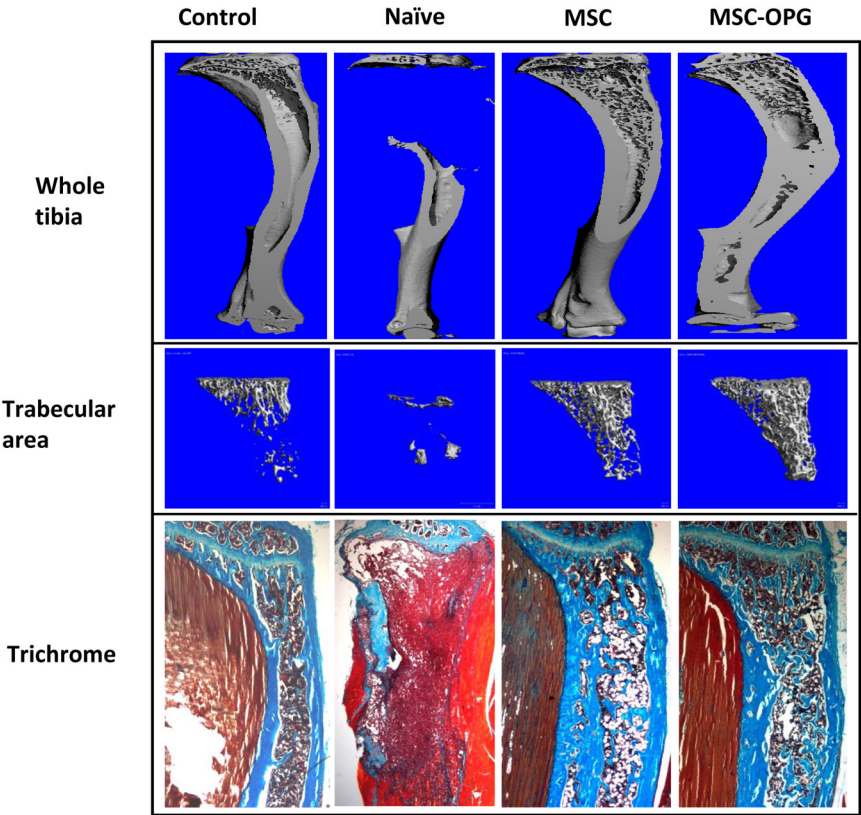 Control Naïve MSC MSC-OPG
Whole
tibia
Trabecular
area
Trichrome